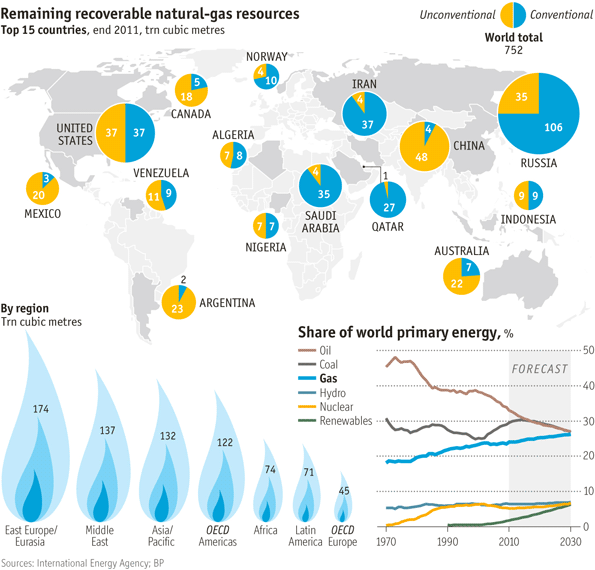 Remaining recoverable natural-gas resources
Top 15 countries, end 2011, trn cubic metres
Unconventional
Conventional
World total
752
NORWAY
4
10
5
18
CANADA
IRAN
4
37
35
106
RUSSIA
UNITED
STATES
37
37
ALGERIA
7
8
4
48
CHINA
VENEZUELA
11
9
3
20
MEXICO
4
35
SAUDI
ARABIA
1
27
QATAR
9
9
INDONESIA
7
7
NIGERIA
AUSTRALIA
7
22
2
23
ARGENTINA
By region
Trn cubic metres
174
137
132
122
74
71
45
East Europe/
Eurasia
Middle
East
Asia/
Pacific
OECD
Americas
Africa
Latin
America
OECD
Europe
Share of world primary energy, %
Oil
Coal
Gas
Hydro
Nuclear
Renewables
FORECAST
50
40
30
20
10
0
1970
80
90
2000
10
20
2030
Sources: International Energy Agency; BP